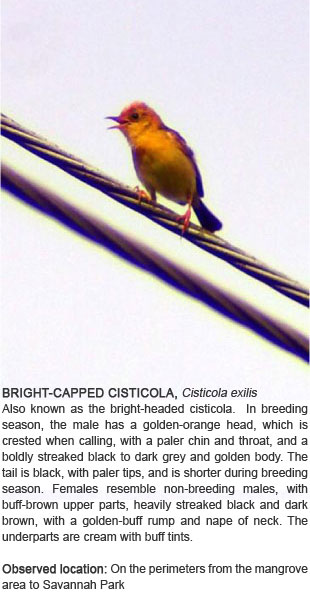 BRIGHT-CAPPED CISTICOLA, Cisticola exilis
Also known as the bright-headed cisticola. In breeding
season, the male has a golden-orange head, which is
crested when calling, with a paler chin and throat, and a
boldly streaked black to dark grey and golden body. The
tail is black, with paler tips, and is shorter during breeding
season. Females resemble non-breeding males, with
buff-brown upper parts, heavily streaked black and dark
brown, with a golden-buff rump and nape of neck. The
underparts are cream with buff tints.
Observed location: On the perimeters from the mangrove
area to Savannah Park